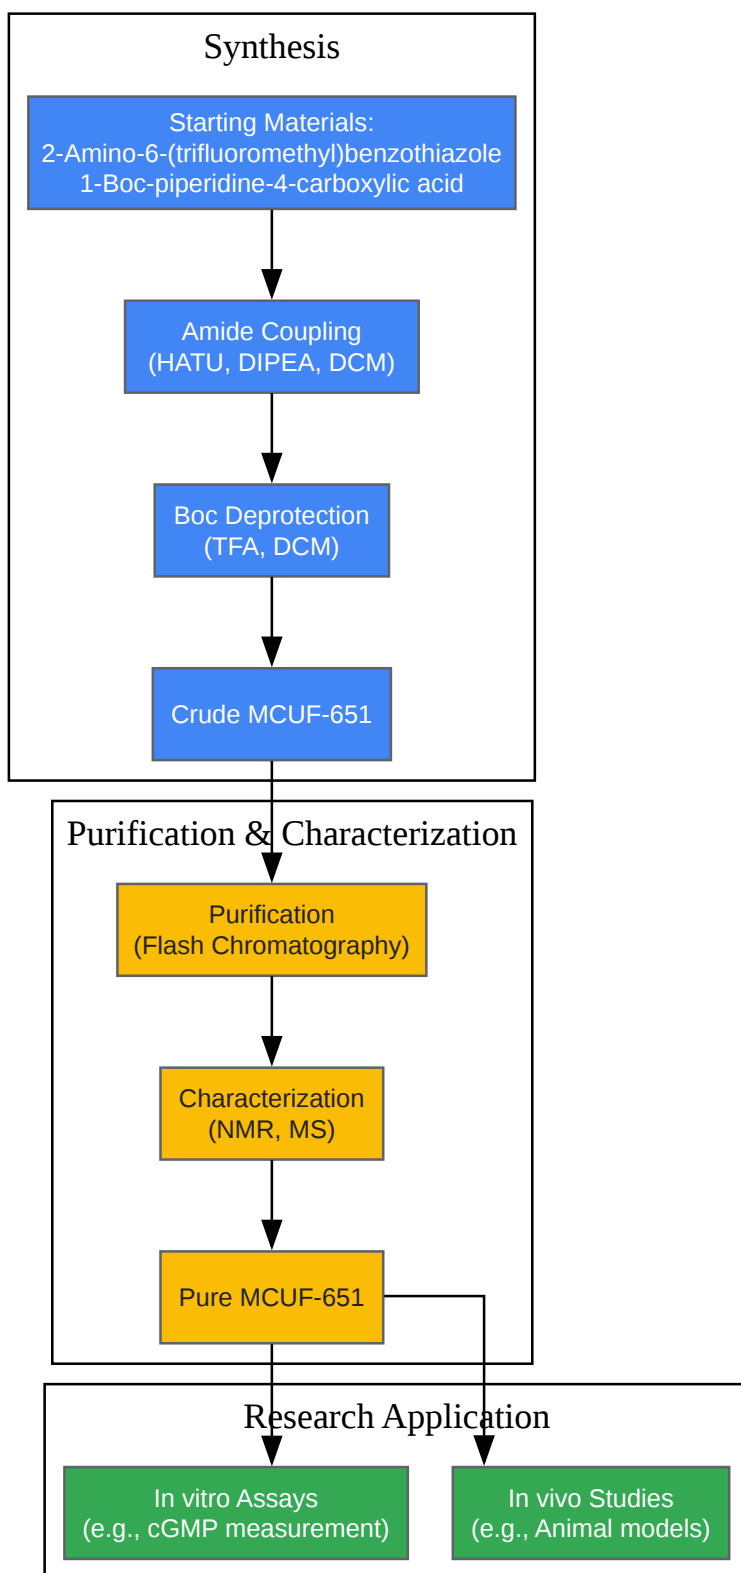 Synthesis
Starting Materials:
2-Amino-6-(trifluoromethyl)benzothiazole
1-Boc-piperidine-4-carboxylic acid
Amide Coupling
(HATU, DIPEA, DCM)
Boc Deprotection
(TFA, DCM)
Crude MCUF-651
Purification & Characterization
Purification
(Flash Chromatography)
Characterization
(NMR, MS)
Pure MCUF-651
Research Application
In vitro Assays
(e.g., cGMP measurement)
In vivo Studies
(e.g., Animal models)